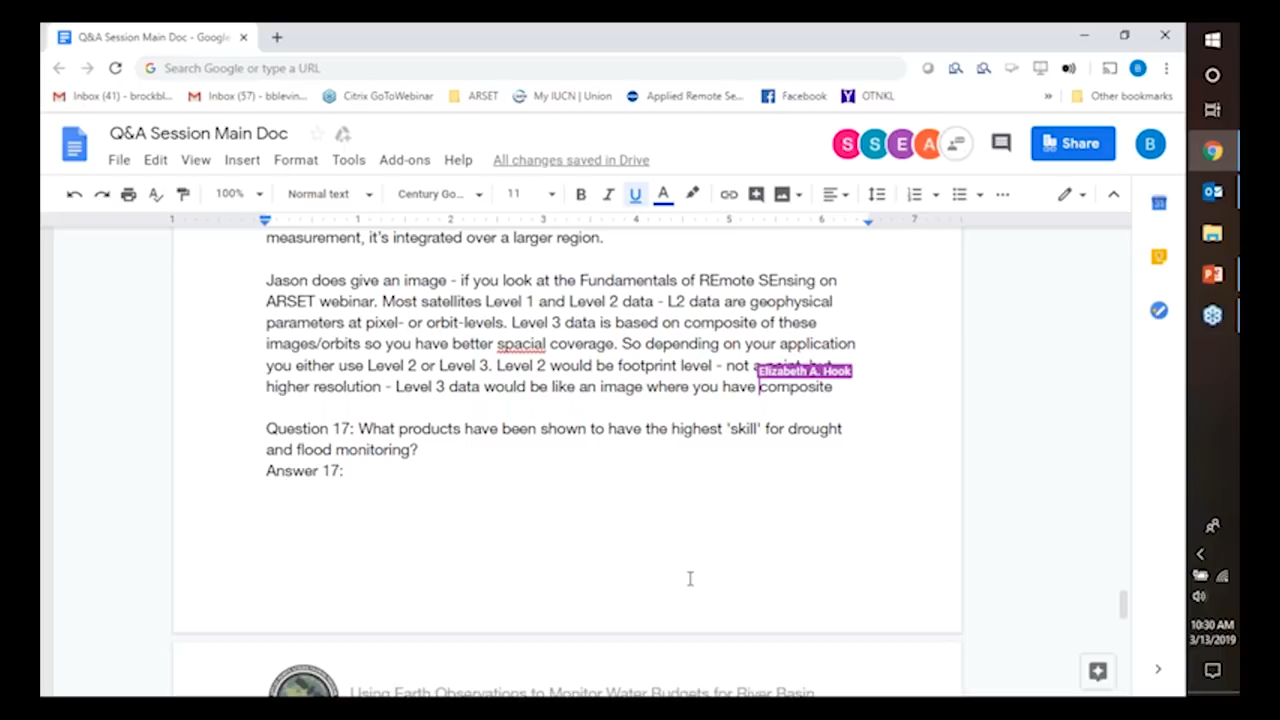 Q&A Session Main Doc - Google
Search Google or type a URL
Inbox (41) - brockbl...
Inbox (57) - bblevin...
Citrix GoToWebinar
ARSET
My IUCN | Union
Applied Remote Se...
Facebook
OTNKL
»
Other bookmarks
Q&A Session Main Doc
File Edit View Insert Format Tools Add-ons Help All changes saved in Drive
S S E A
Share
B
100% Normal text Century Go... 11 B I U A
1 1 2 3 4 5 6 7
measurement, it's integrated over a larger region.
Jason does give an image - if you look at the Fundamentals of REmote SEnsing on
ARSET webinar. Most satellites Level 1 and Level 2 data - L2 data are geophysical
parameters at pixel- or orbit-levels. Level 3 data is based on composite of these
images/orbits so you have better spacial coverage. So depending on your application
you either use Level 2 or Level 3. Level 2 would be footprint level - not
Elizabeth A. Hook
higher resolution - Level 3 data would be like an image where you have composite
Question 17: What products have been shown to have the highest 'skill' for drought
and flood monitoring?
Answer 17:
Using Earth Observations to Monitor Water Budgets for River Basin
10:30 AM
3/13/2019